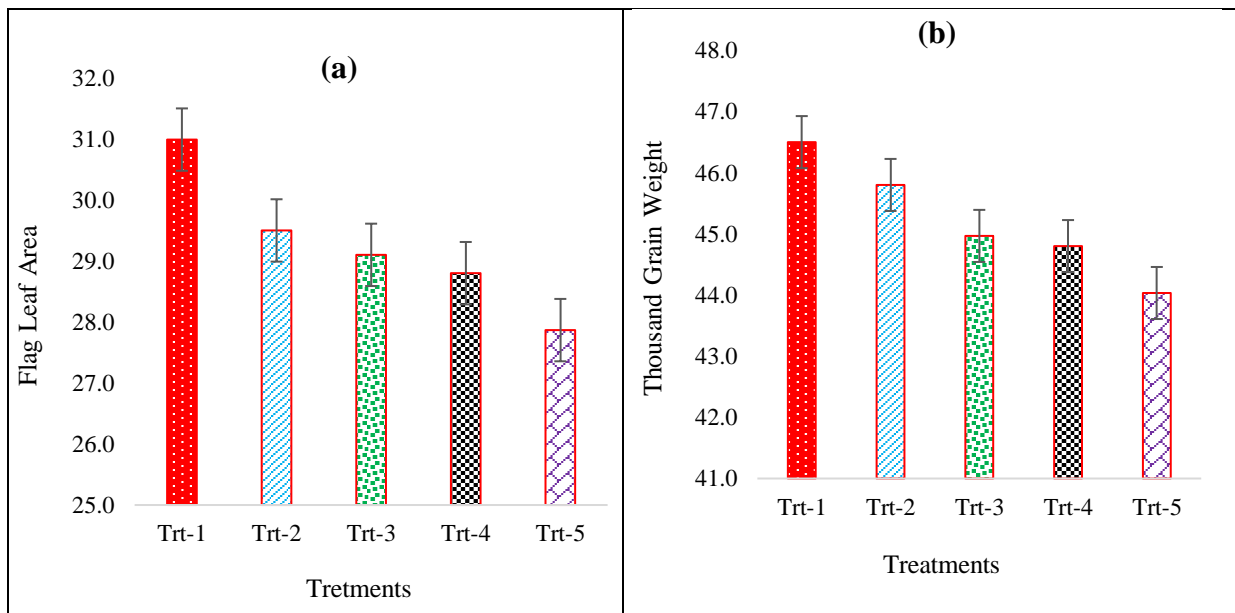 (a)
32.0
31.0
30.0
29.0
28.0
27.0
26.0
25.0
Flag Leaf Area
Trt-1 Trt-2 Trt-3 Trt-4 Trt-5
Tretments
(b)
48.0
47.0
46.0
45.0
44.0
43.0
42.0
41.0
Thousand Grain Weight
Trt-1 Trt-2 Trt-3 Trt-4 Trt-5
Treatments